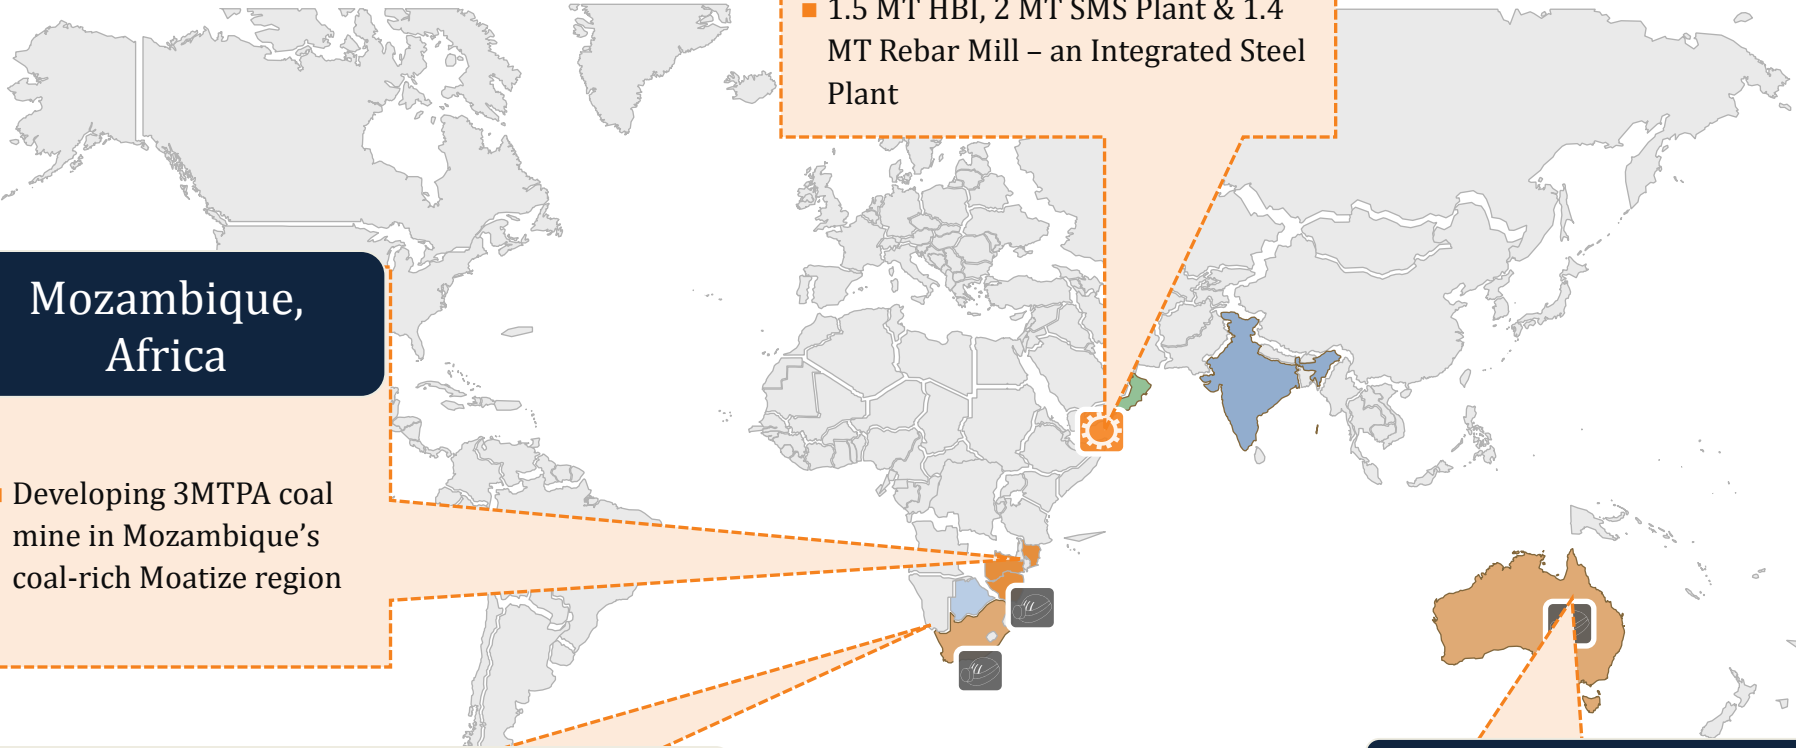 1.5 MT HBI, 2 MT SMS Plant & 1.4
MT Rebar Mill – an Integrated Steel
Plant
Mozambique,
Africa
Developing 3MTPA coal
mine in Mozambique’s
coal-rich Moatize region